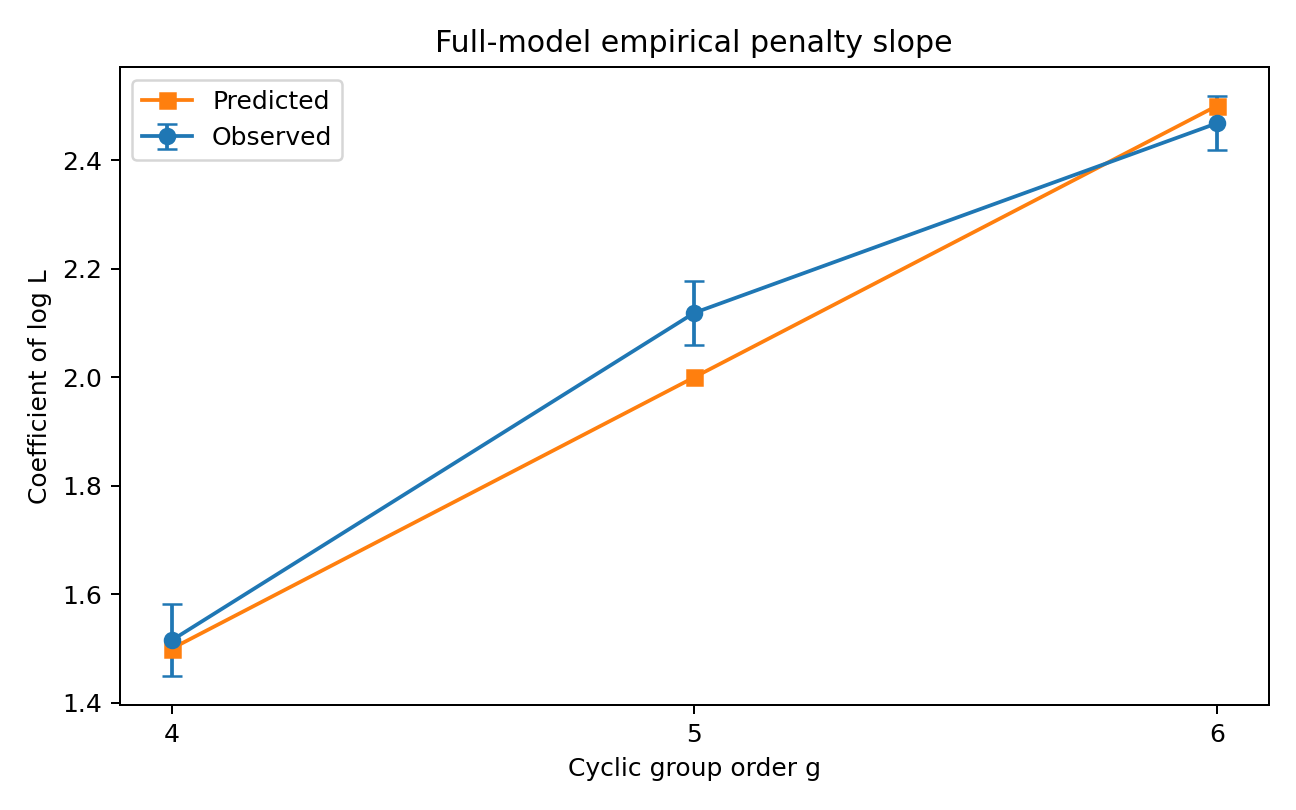 Full-model empirical penalty slope
Predicted
Observed
Coefficient of log L
2.4
2.2
2.0
1.8
1.6
1.4
4
5
6
Cyclic group order g